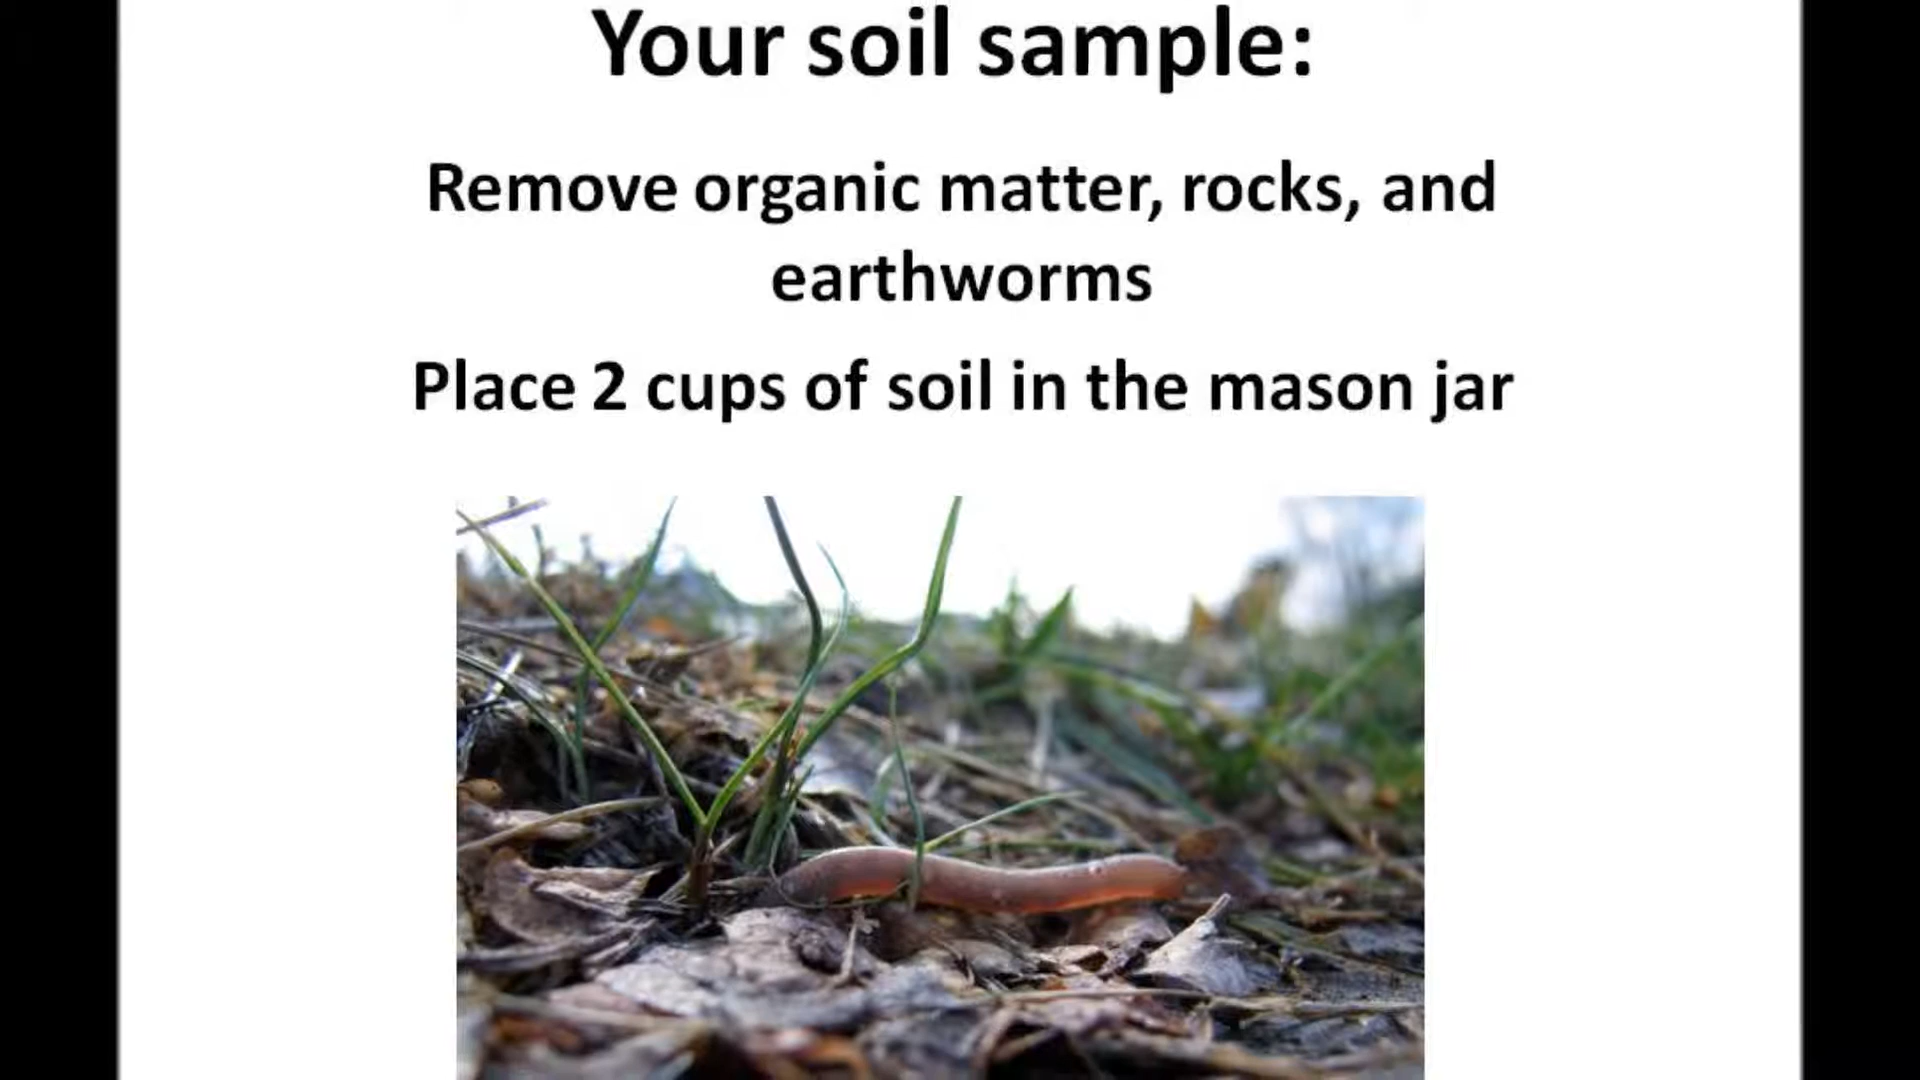 Your soil sample:
Remove organic matter, rocks, and
earthworms
Place 2 cups of soil in the mason jar